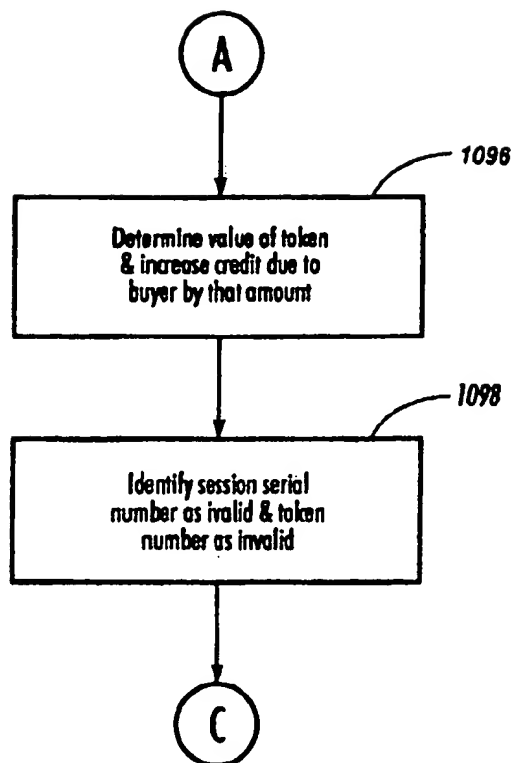 A
1096
Determine value of token
& increase credit due to
buyer by that amount
1098
Identify session serial
number as ivalid & token
number as invalid
C